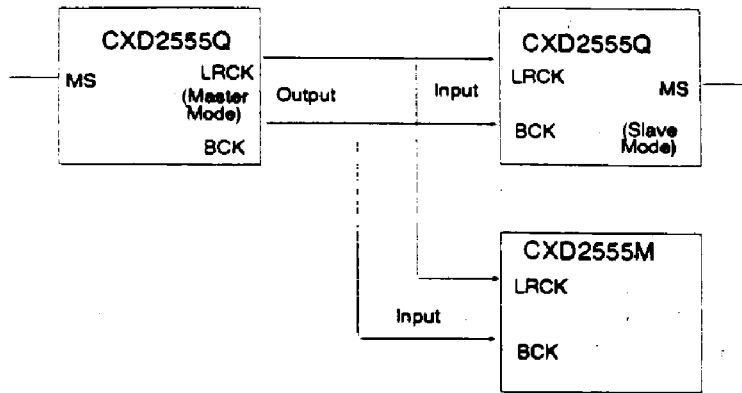 CXD2555Q
MS
LRCK
(Master
Mode)
BCK
Output
Input
CXD2555Q
LRCK
MS
BCK
(Slave
Mode)
CXD2555M
LRCK
Input
BCK